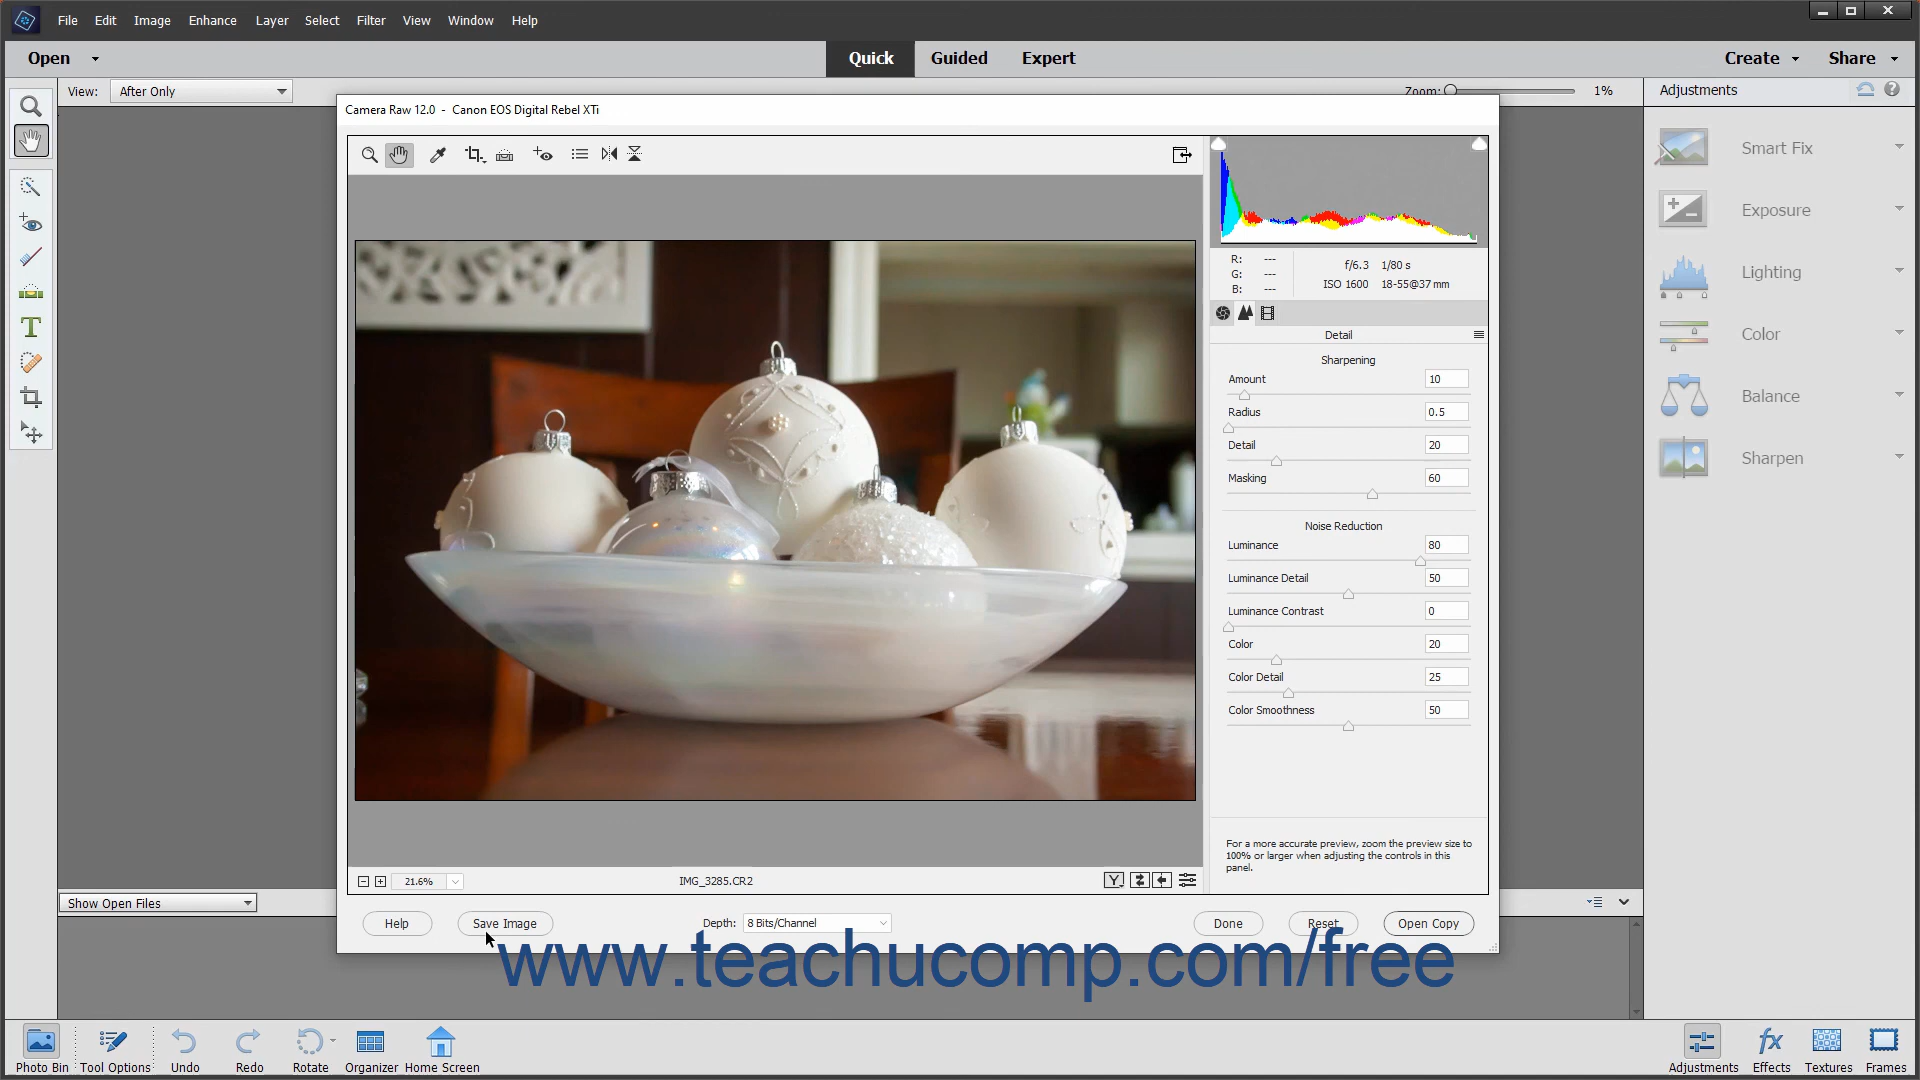 File Edit Image Enhance Layer Select Filter View Window Help
Open Quick Guided Expert Create Share
View: After Only Zoom: 1% Adjustments
Camera Raw 12.0 - Canon EOS Digital Rebel XTi
R: ---
G: ---
B: ---
f/6.3 1/80 s
ISO 1600 18-55@37 mm
Detail
Sharpening
Amount 10
Radius 0.5
Detail 20
Masking 60
Noise Reduction
Luminance 80
Luminance Detail 50
Luminance Contrast 0
Color 20
Color Detail 25
Color Smoothness 50
For a more accurate preview, zoom the preview size to
100% or larger when adjusting the controls in this
panel.
Smart Fix
Exposure
Lighting
Color
Balance
Sharpen
T
21.6% IMG_3285.CR2 Y
Show Open Files
Help Save Image Depth: 8 Bits/Channel Done Reset Open Copy
www.teachucomp.com/free
fx
Photo Bin Tool Options Undo Redo Rotate Organizer Home Screen Adjustments Effects Textures Frames